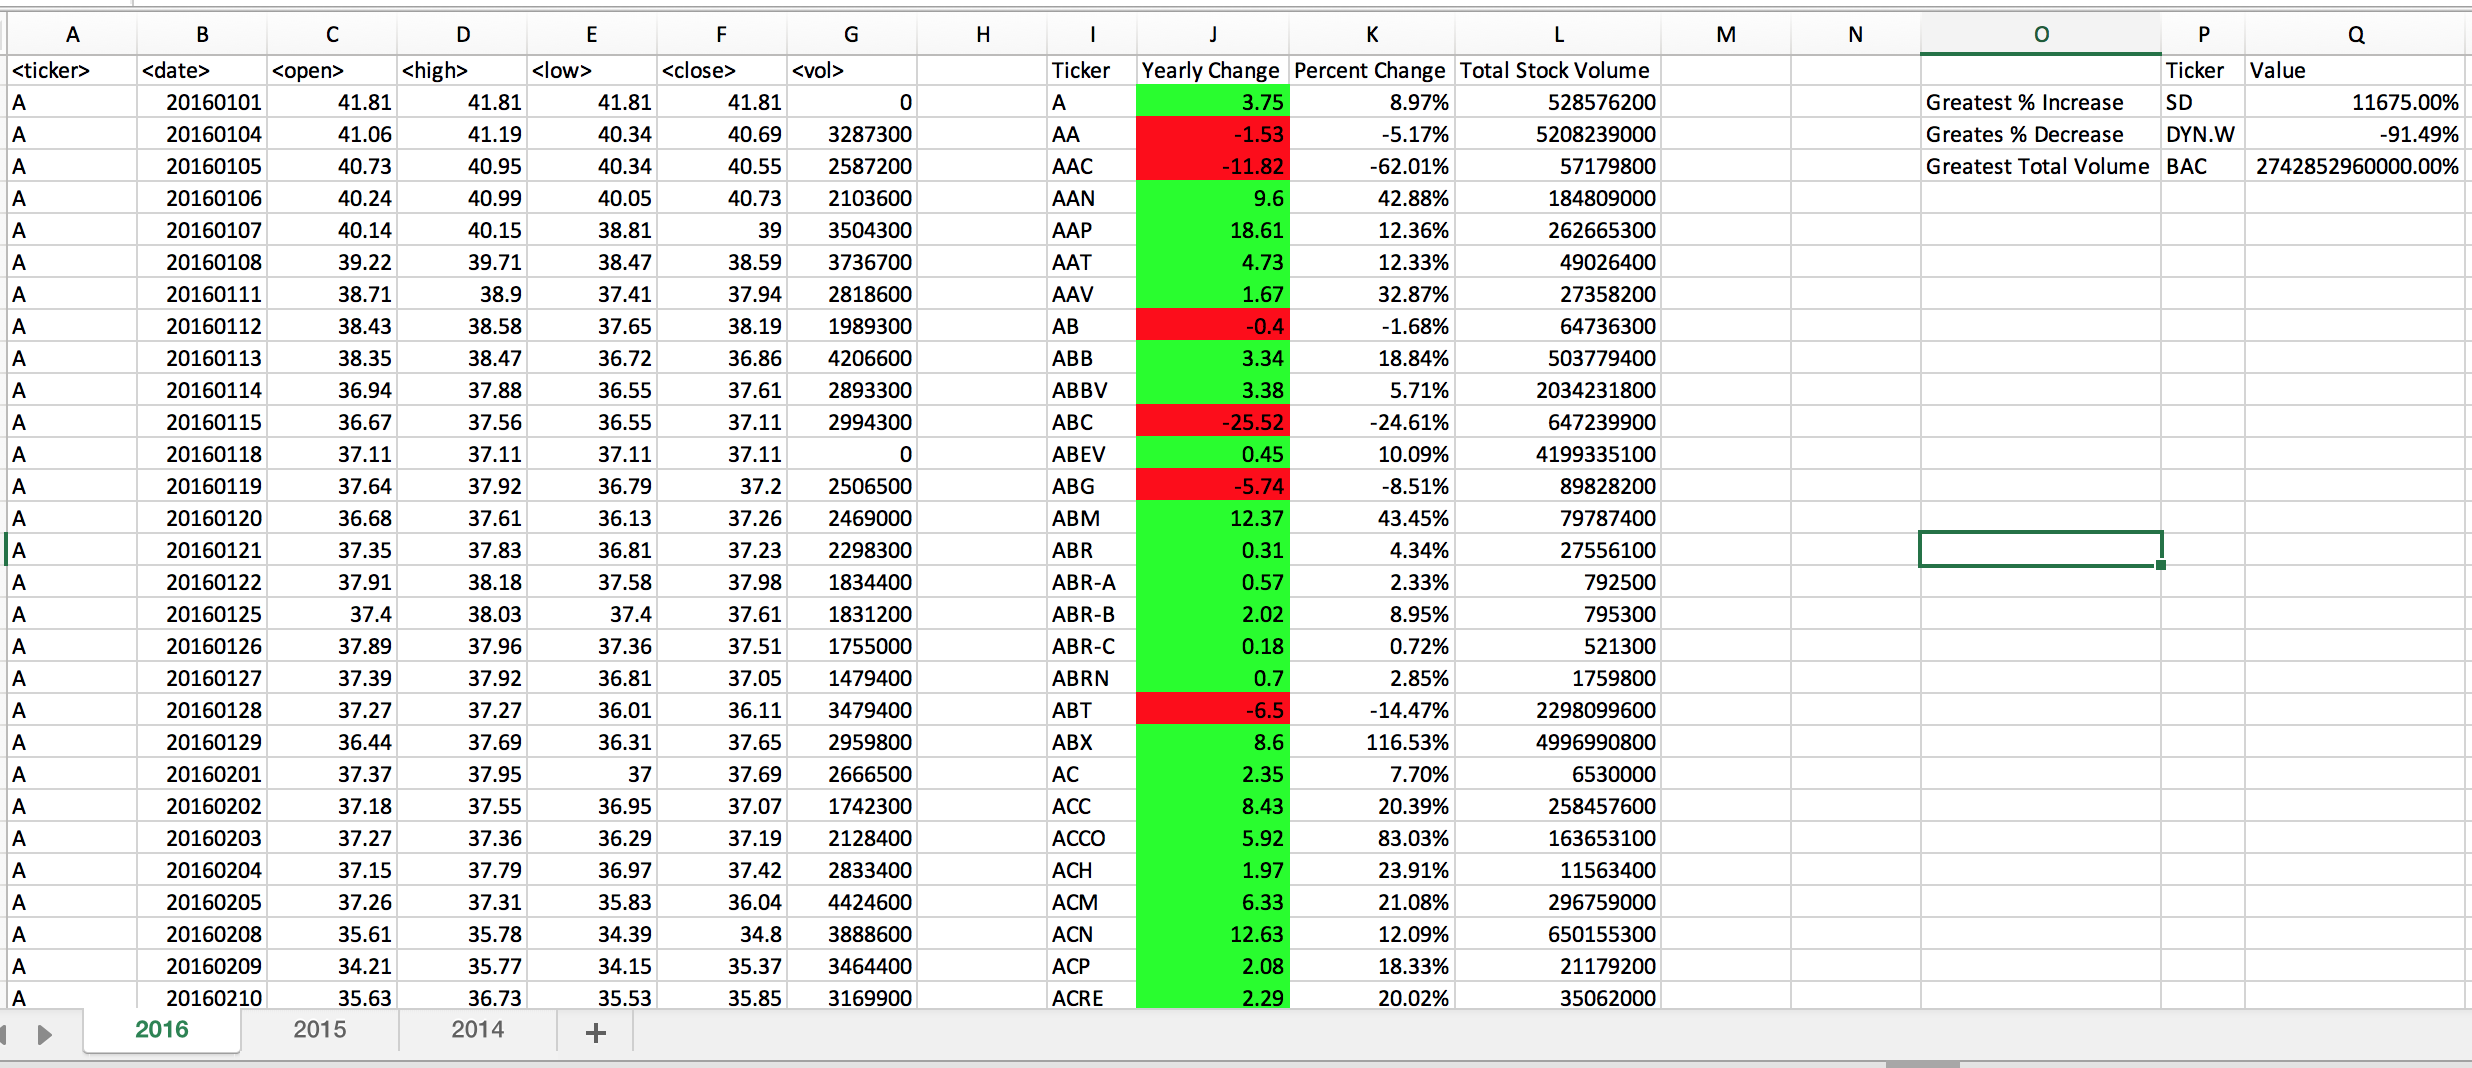 A B C D E F G H I J K L M N O P Q
<ticker> <date> <open> <high> <low> <close> <vol> Ticker Yearly Change Percent Change Total Stock Volume Ticker Value
A 20160101 41.81 41.81 41.81 41.81 0 A 3.75 8.97% 528576200 Greatest % Increase SD 11675.00%
A 20160104 41.06 41.19 40.34 40.69 3287300 AA -1.53 -5.17% 5208239000 Greates % Decrease DYN.W -91.49%
A 20160105 40.73 40.95 40.34 40.55 2587200 AAC -11.82 -62.01% 57179800 Greatest Total Volume BAC 2742852960000.00%
A 20160106 40.24 40.99 40.05 40.73 2103600 AAN 9.6 42.88% 184809000
A 20160107 40.14 40.15 38.81 39 3504300 AAP 18.61 12.36% 262665300
A 20160108 39.22 39.71 38.47 38.59 3736700 AAT 4.73 12.33% 49026400
A 20160111 38.71 38.9 37.41 37.94 2818600 AAV 1.67 32.87% 27358200
A 20160112 38.43 38.58 37.65 38.19 1989300 AB -0.4 -1.68% 64736300
A 20160113 38.35 38.47 36.72 36.86 4206600 ABB 3.34 18.84% 503779400
A 20160114 36.94 37.88 36.55 37.61 2893300 ABBV 3.38 5.71% 2034231800
A 20160115 36.67 37.56 36.55 37.11 2994300 ABC -25.52 -24.61% 647239900
A 20160118 37.11 37.11 37.11 37.11 0 ABEV 0.45 10.09% 4199335100
A 20160119 37.64 37.92 36.79 37.2 2506500 ABG -5.74 -8.51% 89828200
A 20160120 36.68 37.61 36.13 37.26 2469000 ABM 12.37 43.45% 79787400
A 20160121 37.35 37.83 36.81 37.23 2298300 ABR 0.31 4.34% 27556100
A 20160122 37.91 38.18 37.58 37.98 1834400 ABR-A 0.57 2.33% 792500
A 20160125 37.4 38.03 37.4 37.61 1831200 ABR-B 2.02 8.95% 795300
A 20160126 37.89 37.96 37.36 37.51 1755000 ABR-C 0.18 0.72% 521300
A 20160127 37.39 37.92 36.81 37.05 1479400 ABRN 0.7 2.85% 1759800
A 20160128 37.27 37.27 36.01 36.11 3479400 ABT -6.5 -14.47% 2298099600
A 20160129 36.44 37.69 36.31 37.65 2959800 ABX 8.6 116.53% 4996990800
A 20160201 37.37 37.95 37 37.69 2666500 AC 2.35 7.70% 6530000
A 20160202 37.18 37.55 36.95 37.07 1742300 ACC 8.43 20.39% 258457600
A 20160203 37.27 37.36 36.29 37.19 2128400 ACCO 5.92 83.03% 163653100
A 20160204 37.15 37.79 36.97 37.42 2833400 ACH 1.97 23.91% 11563400
A 20160205 37.26 37.31 35.83 36.04 4424600 ACM 6.33 21.08% 296759000
A 20160208 35.61 35.78 34.39 34.8 3888600 ACN 12.63 12.09% 650155300
A 20160209 34.21 35.77 34.15 35.37 3464400 ACP 2.08 18.33% 21179200
A 20160210 35.63 36.73 35.53 35.85 3169900 ACRE 2.29 20.02% 35062000
2016 2015 2014 +